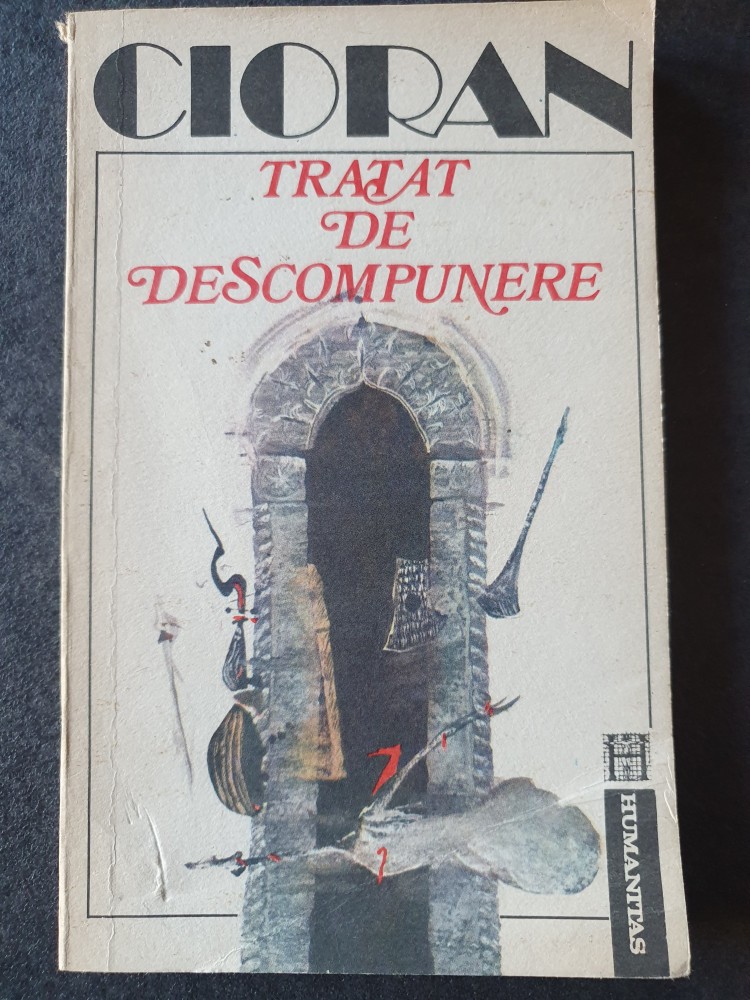 CIORAN
TRATAT
DE
DESCOMPUNERE
HUMANITAS